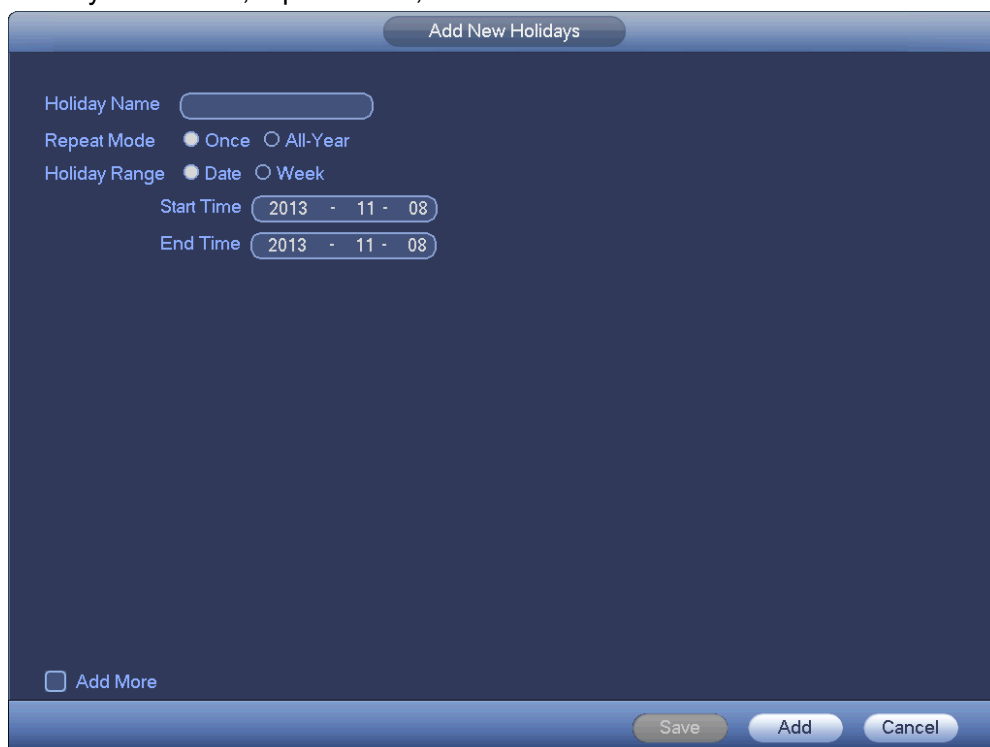 Add New Holidays
Holiday Name
Repeat Mode Once All-Year
Holiday Range Date Week
Start Time 2013 - 11 - 08
End Time 2013 - 11 - 08
Add More
Save Add Cancel